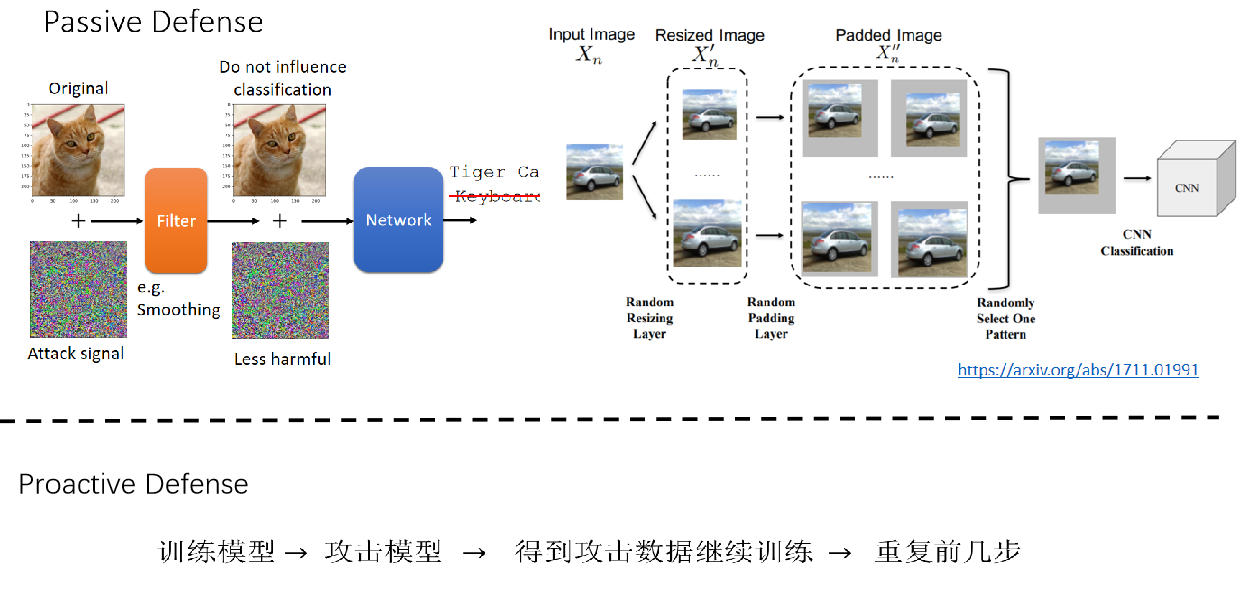 Passive Defense
Original
Do not influence
classification
+
Filter
+
Network
Tiger Ca
Keyboard
e.g.
Smoothing
Attack signal
Less harmful
Input Image
Xn
Resized Image
X′n
Padded Image
X″n
......
......
CNN
CNN
Classification
Random
Resizing
Layer
Random
Padding
Layer
Randomly
Select One
Pattern
https://arxiv.org/abs/1711.01991
Proactive Defense
训练模型 → 攻击模型 → 得到攻击数据继续训练 → 重复前几步